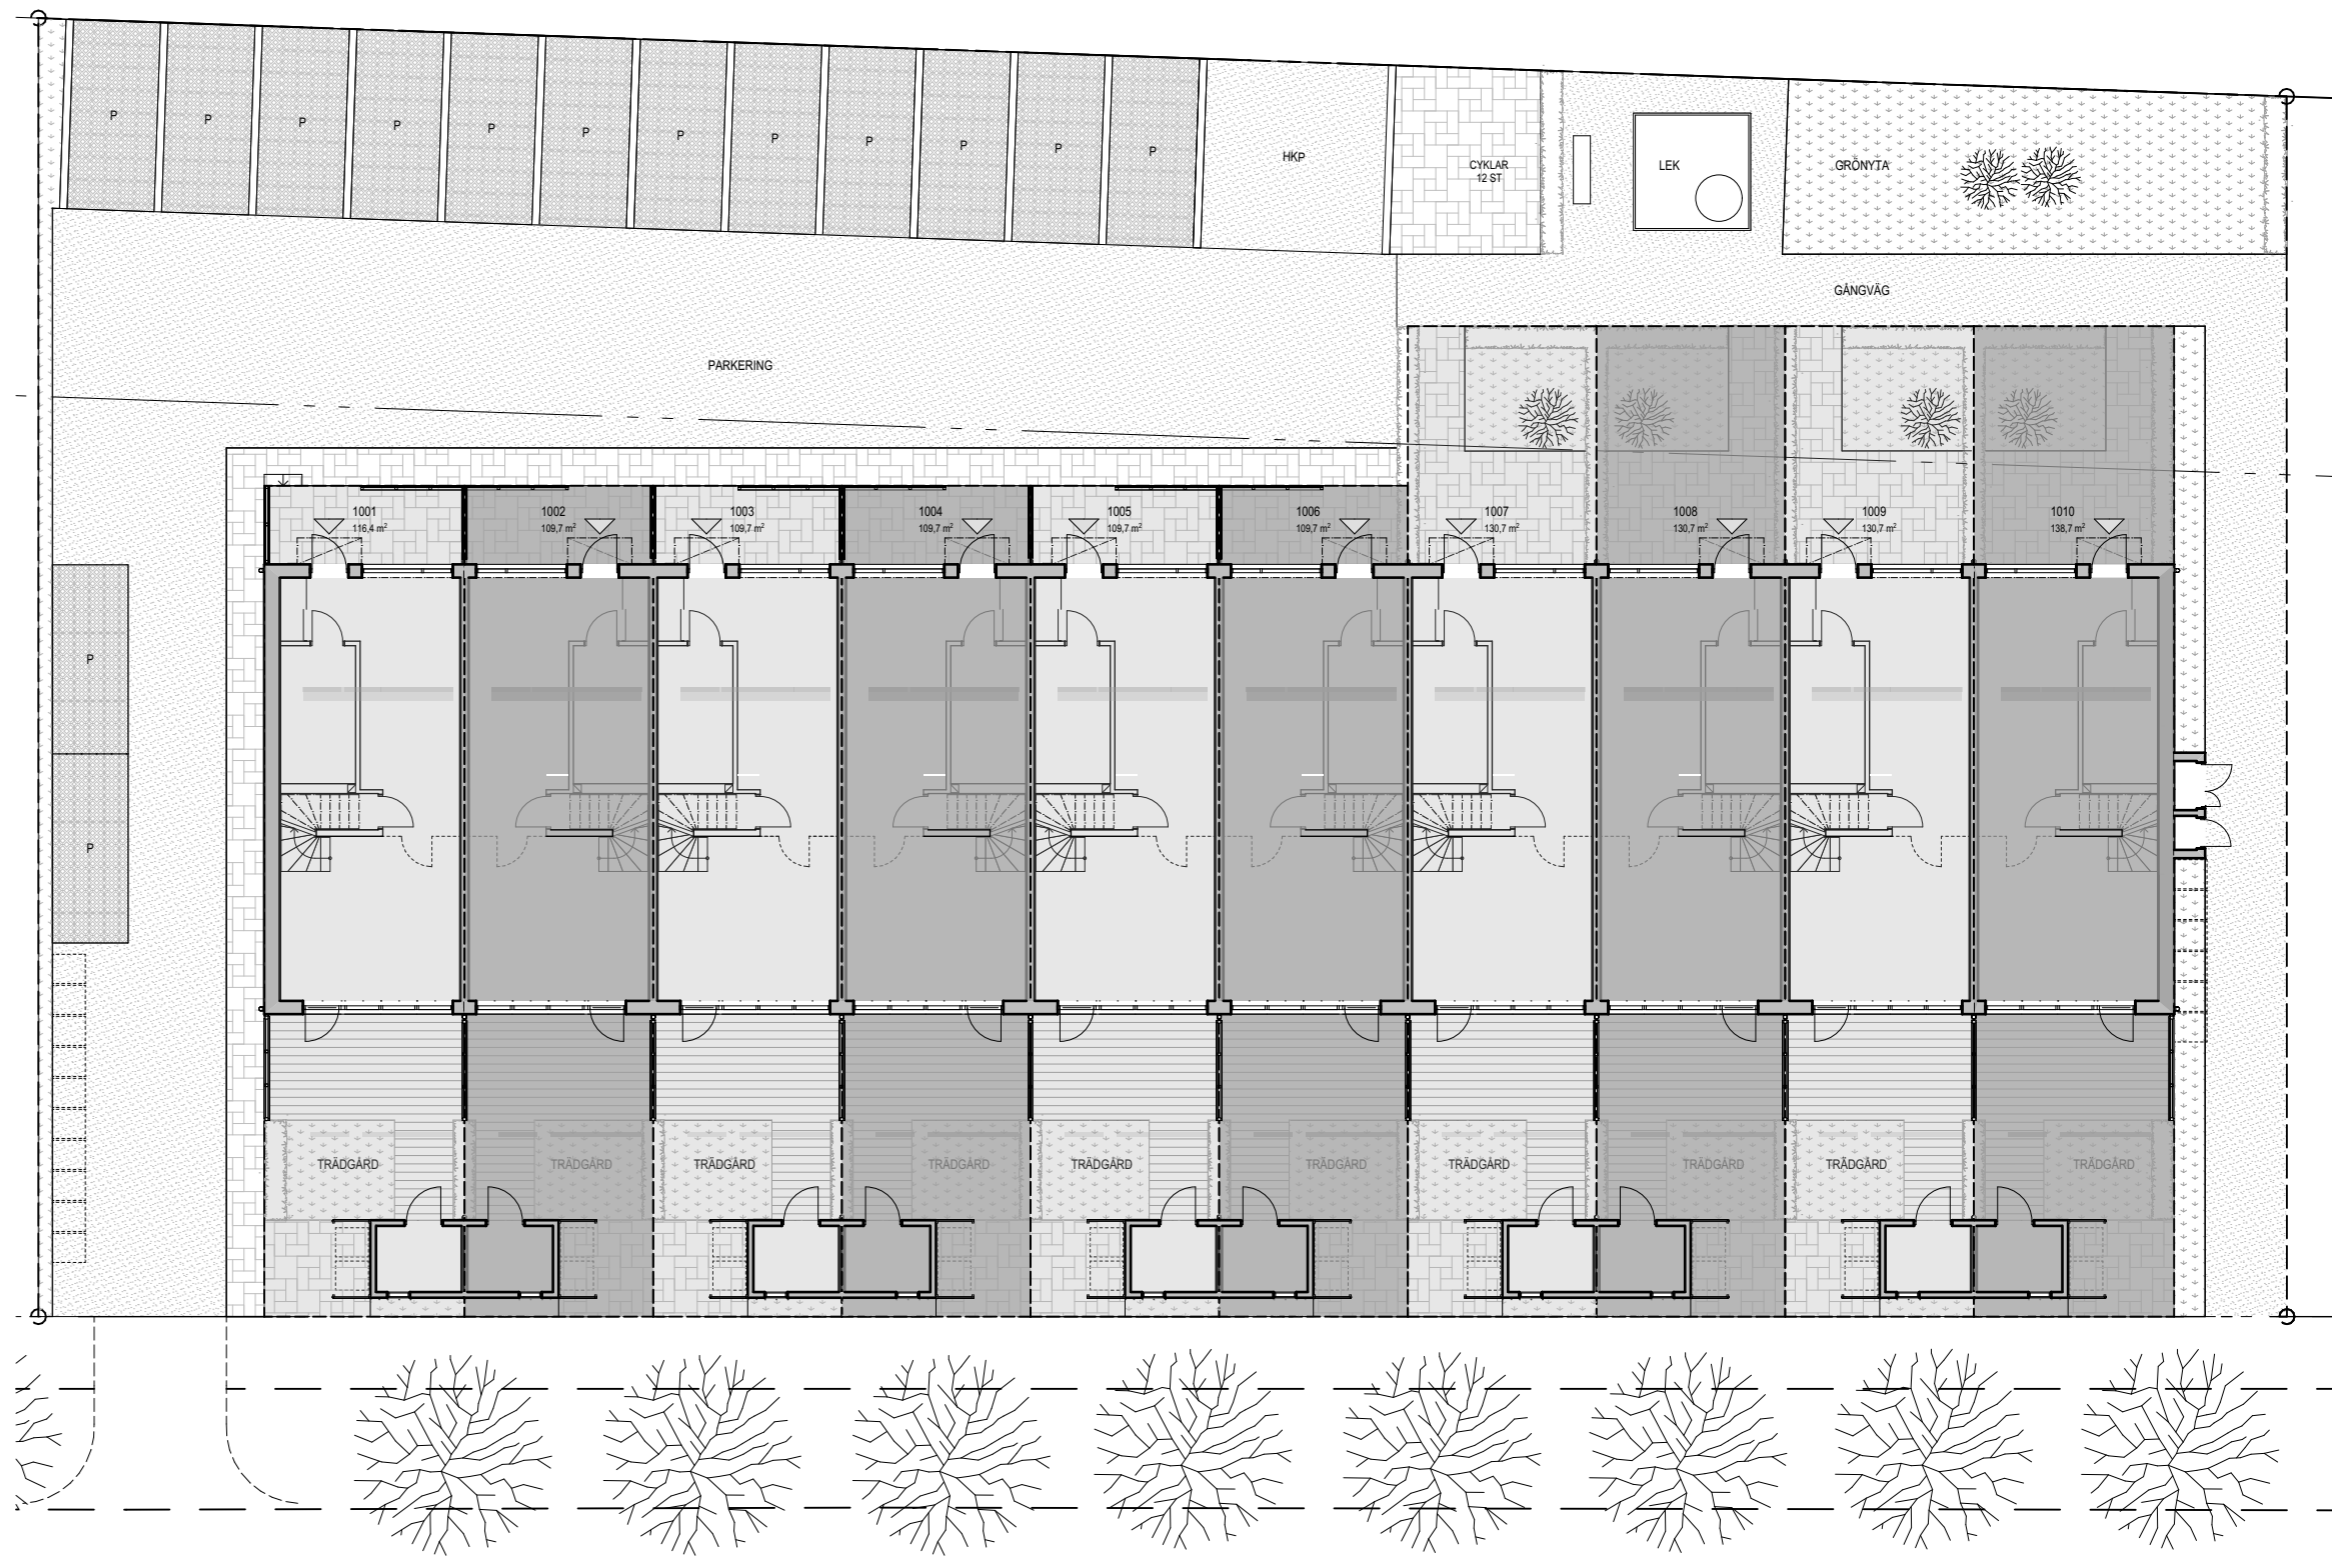 P
P
P
P
P
P
P
P
P
P
P
P
HKP
CYKLAR
12 ST
LEK
GRÖNYTA
GÅNGVÄG
PARKERING
1001
116,4 m²
1002
109,7 m²
1003
109,7 m²
1004
109,7 m²
1005
109,7 m²
1006
109,7 m²
1007
130,7 m²
1008
130,7 m²
1009
130,7 m²
1010
138,7 m²
P
P
TRÄDGÅRD
TRÄDGÅRD
TRÄDGÅRD
TRÄDGÅRD
TRÄDGÅRD
TRÄDGÅRD
TRÄDGÅRD
TRÄDGÅRD
TRÄDGÅRD
TRÄDGÅRD